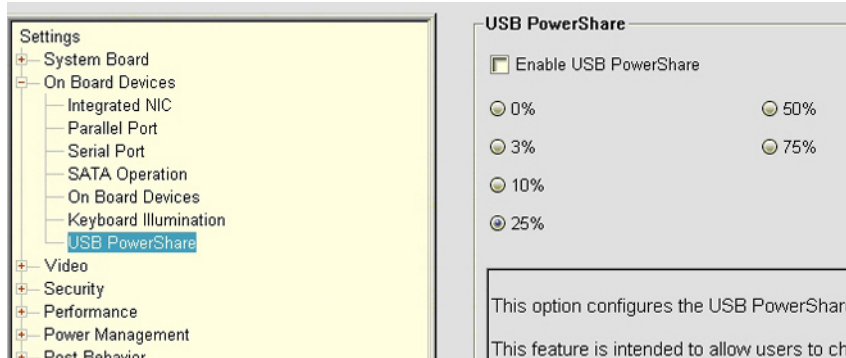 Settings
System Board
On Board Devices
Integrated NIC
Parallel Port
Serial Port
SATA Operation
On Board Devices
Keyboard Illumination
USB PowerShare
Video
Security
Performance
Power Management
Post Behavior
USB PowerShare
Enable USB PowerShare
0%
50%
3%
75%
10%
25%
This option configures the USB PowerShar
This feature is intended to allow users to ch